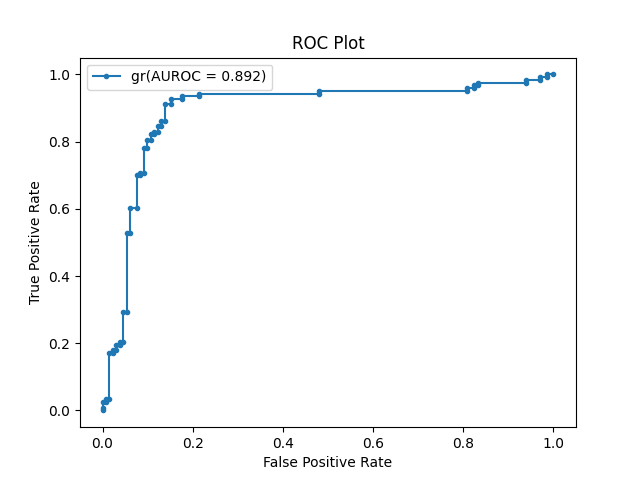 ROC Plot
gr(AUROC = 0.892)
1.0
0.8
0.6
0.4
0.2
0.0
True Positive Rate
0.0 0.2 0.4 0.6 0.8 1.0
False Positive Rate